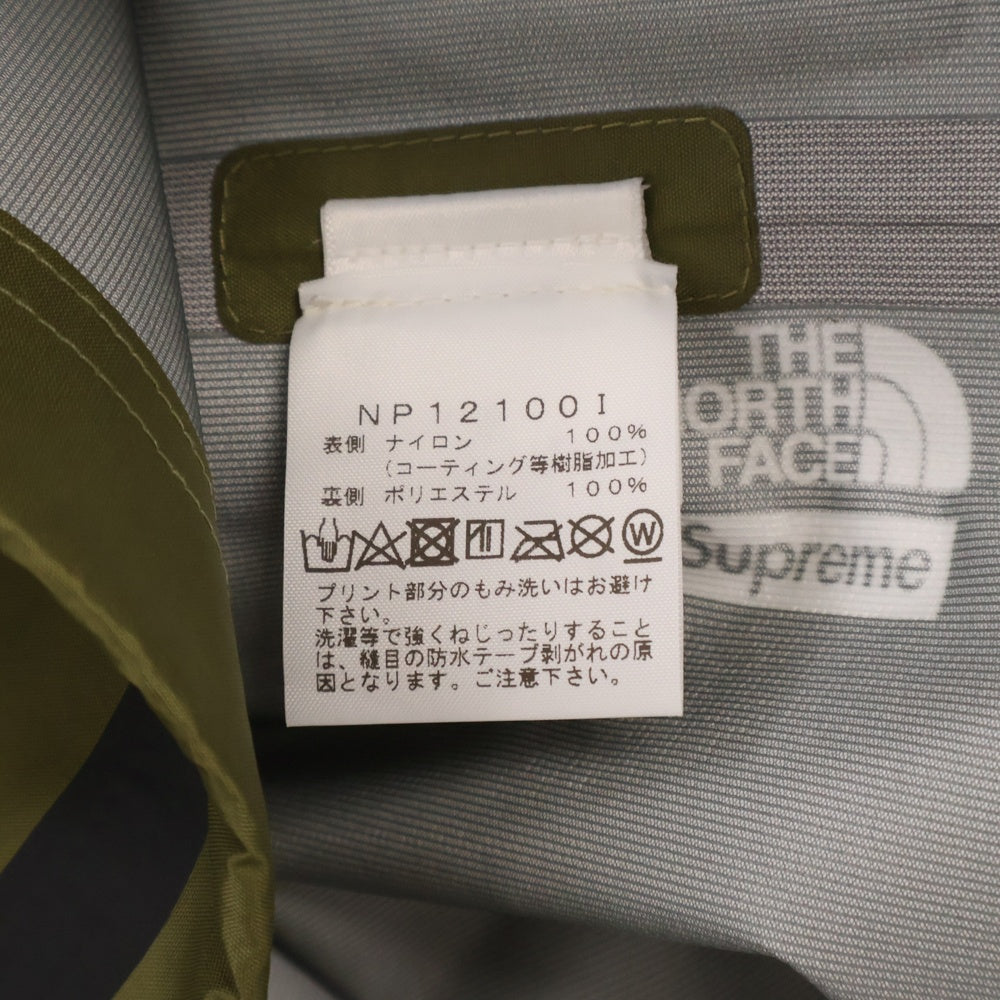 NP12100I
表側 ナイロン 100%
(コーティング等樹脂加工)
裏側 ポリエステル 100%
W
プリント部分のもみ洗いはお避け
下さい。
洗濯等で強くねじったりすること
は、縫目の防水テープ剥がれの原
因となります。ご注意下さい。
THE
NORTH
FACE
Supreme